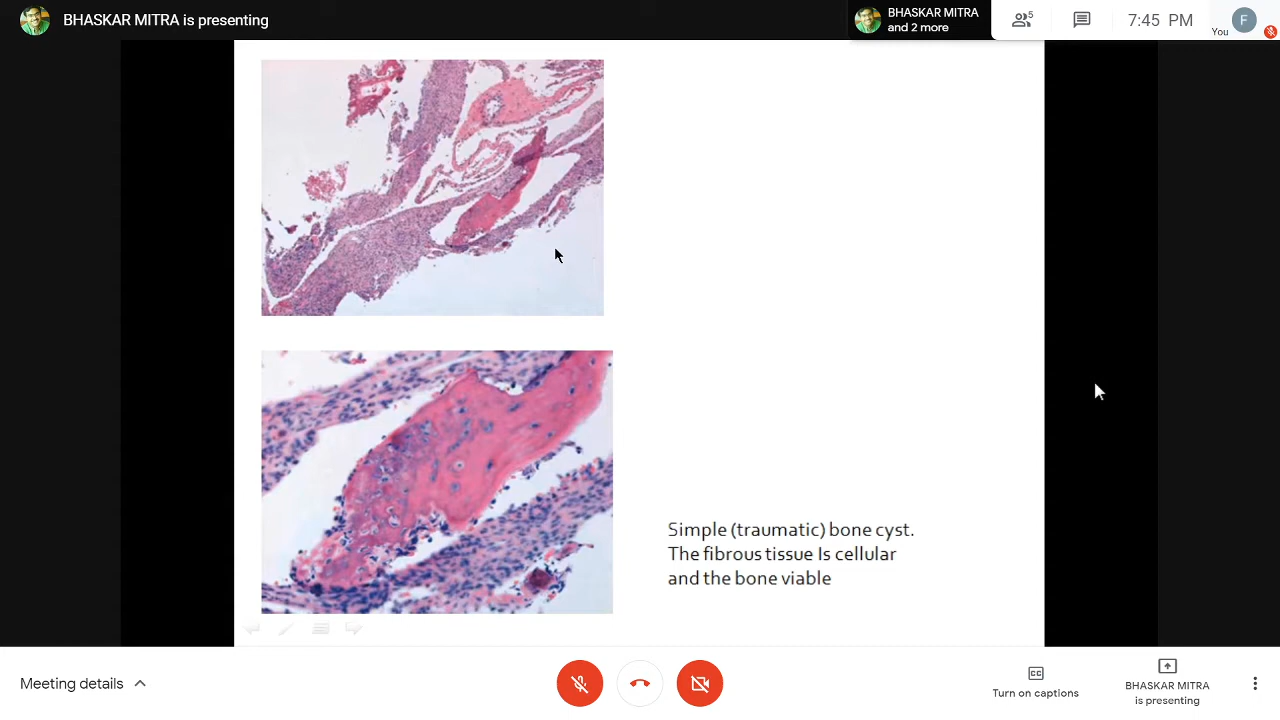 BHASKAR MITRA is presenting
BHASKAR MITRA
and 2 more
5
7:45 PM
You
F
Simple (traumatic) bone cyst.
The fibrous tissue Is cellular
and the bone viable
Meeting details
CC
Turn on captions
BHASKAR MITRA
is presenting